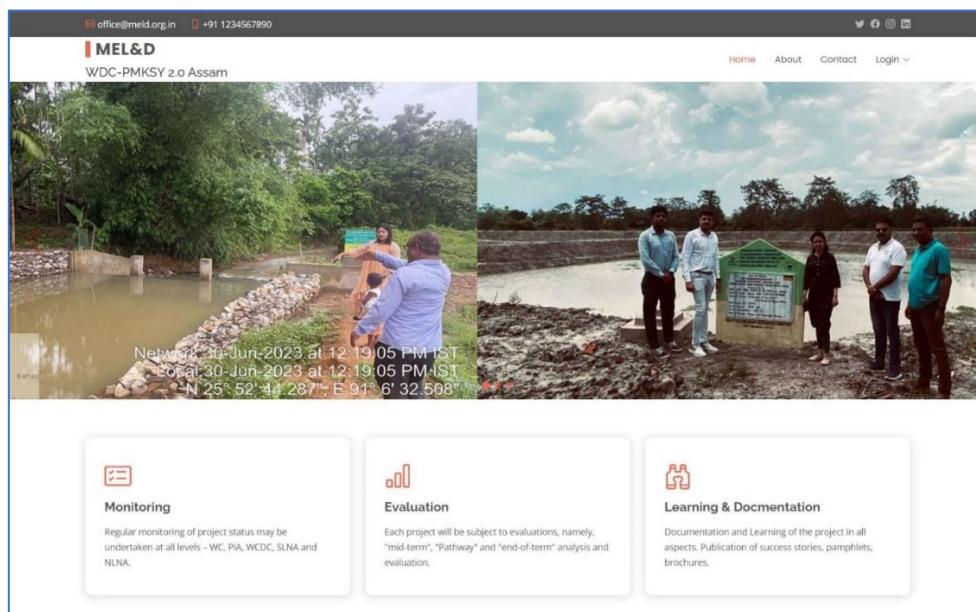 office@meld.org.in +91 1234567890
MEL&D
WDC-PMKSY 2.0 Assam
Home About Contact Login
Network 30-Jun-2023 at 12:19:05 PM IST
Local 30-Jun-2023 at 12:19:05 PM IST
N 25° 52' 44.287", E 91° 6' 32.508"
Monitoring
Regular monitoring of project status may be
undertaken at all levels – WC, PIA, WCDC, SLNA and
NLNA.
Evaluation
Each project will be subject to evaluations, namely,
"mid-term", "Pathway" and "end-of-term" analysis and
evaluation.
Learning & Docmentation
Documentation and Learning of the project in all
aspects. Publication of success stories, pamphlets,
brochures.